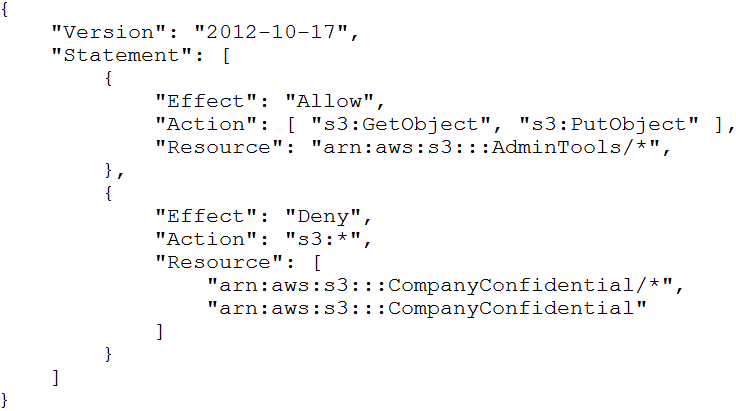 {
    "Version": "2012-10-17",
    "Statement": [
        {
            "Effect": "Allow",
            "Action": [ "s3:GetObject", "s3:PutObject" ],
            "Resource": "arn:aws:s3:::AdminTools/*",
        },
        {
            "Effect": "Deny",
            "Action": "s3:*",
            "Resource": [
                "arn:aws:s3:::CompanyConfidential/*",
                "arn:aws:s3:::CompanyConfidential"
            ]
        }
    ]
}